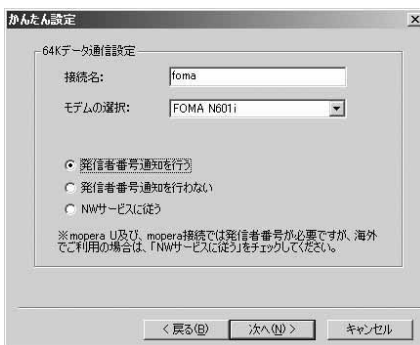 かんたん設定
64Kデータ通信設定
接続名:
foma
モデムの選択:
FOMA N601i
発信者番号通知を行う
発信者番号通知を行わない
NWサービスに従う
※mopera U及び、mopera接続では発信者番号が必要ですが、海外
でご利用の場合は、「NWサービスに従う」をチェックしてください。
< 戻る(B)
次へ(N) >
キャンセル